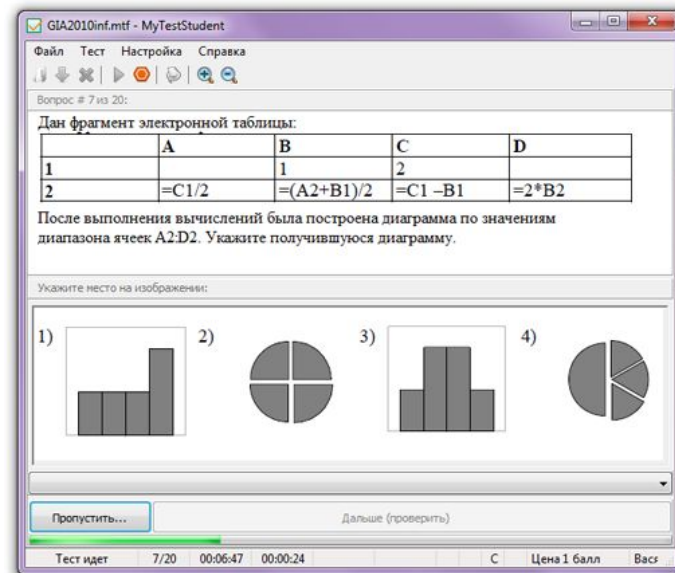 GIA2010inf.mtf - MyTestStudent
Файл Тест Настройка Справка
Вопрос # 7 из 20:
Дан фрагмент электронной таблицы:
A B C D
1 1 2
2 =C1/2 =(A2+B1)/2 =C1 –B1 =2*B2
После выполнения вычислений была построена диаграмма по значениям
диапазона ячеек A2:D2. Укажите получившуюся диаграмму.
Укажите место на изображении:
1) 2) 3) 4)
Пропустить... Дальше (проверить)
Тест идет 7/20 00:06:47 00:00:24 С Цена 1 балл Вася